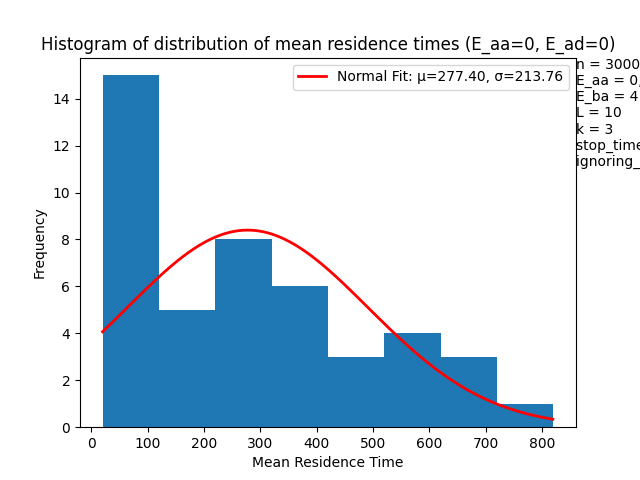 Histogram of distribution of mean residence times (E_aa=0, E_ad=0)
Normal Fit: μ=277.40, σ=213.76
n = 3000
E_aa = 0,
E_ba = 4
L = 10
k = 3
stop_time
ignoring_
Frequency
14
12
10
8
6
4
2
0
0 100 200 300 400 500 600 700 800
Mean Residence Time